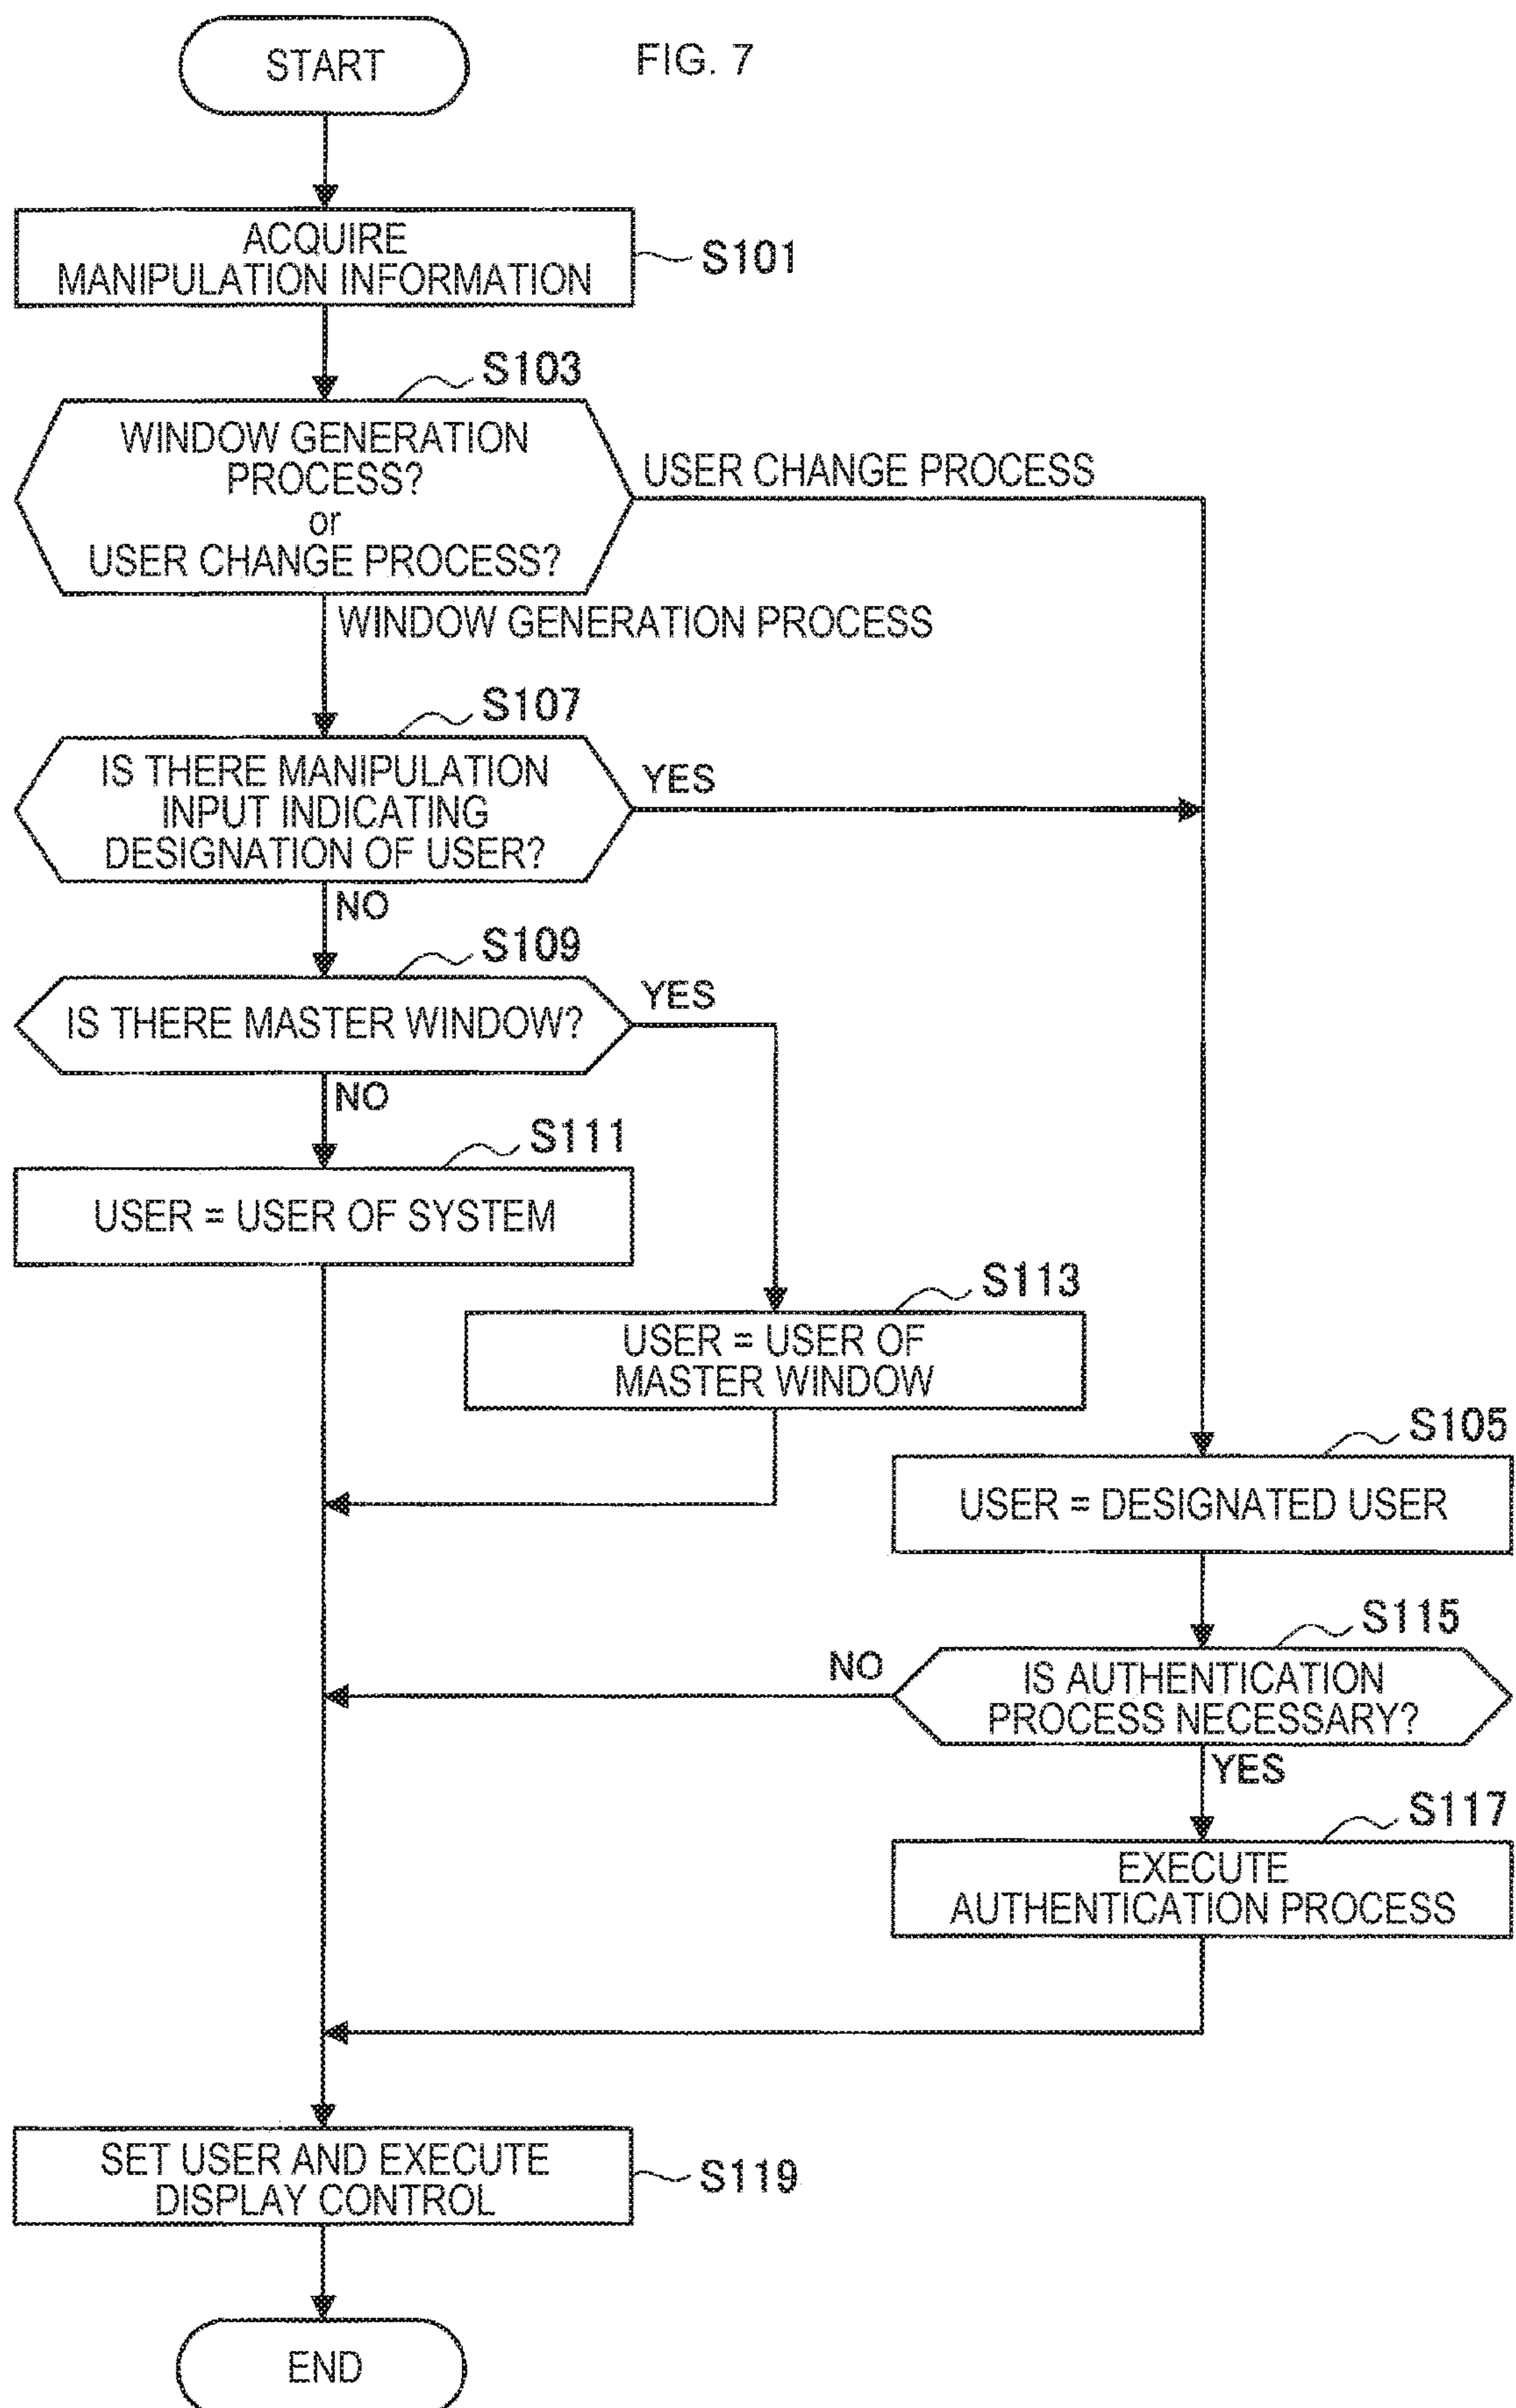 START
FIG. 7
ACQUIRE
MANIPULATION INFORMATION
S101
S103
WINDOW GENERATION
PROCESS?
or
USER CHANGE PROCESS?
USER CHANGE PROCESS
WINDOW GENERATION PROCESS
S107
IS THERE MANIPULATION
INPUT INDICATING
DESIGNATION OF USER?
YES
NO
S109
IS THERE MASTER WINDOW?
YES
NO
S111
USER = USER OF SYSTEM
S113
USER = USER OF
MASTER WINDOW
S105
USER = DESIGNATED USER
S115
IS AUTHENTICATION
PROCESS NECESSARY?
NO
YES
S117
EXECUTE
AUTHENTICATION PROCESS
SET USER AND EXECUTE
DISPLAY CONTROL
S119
END